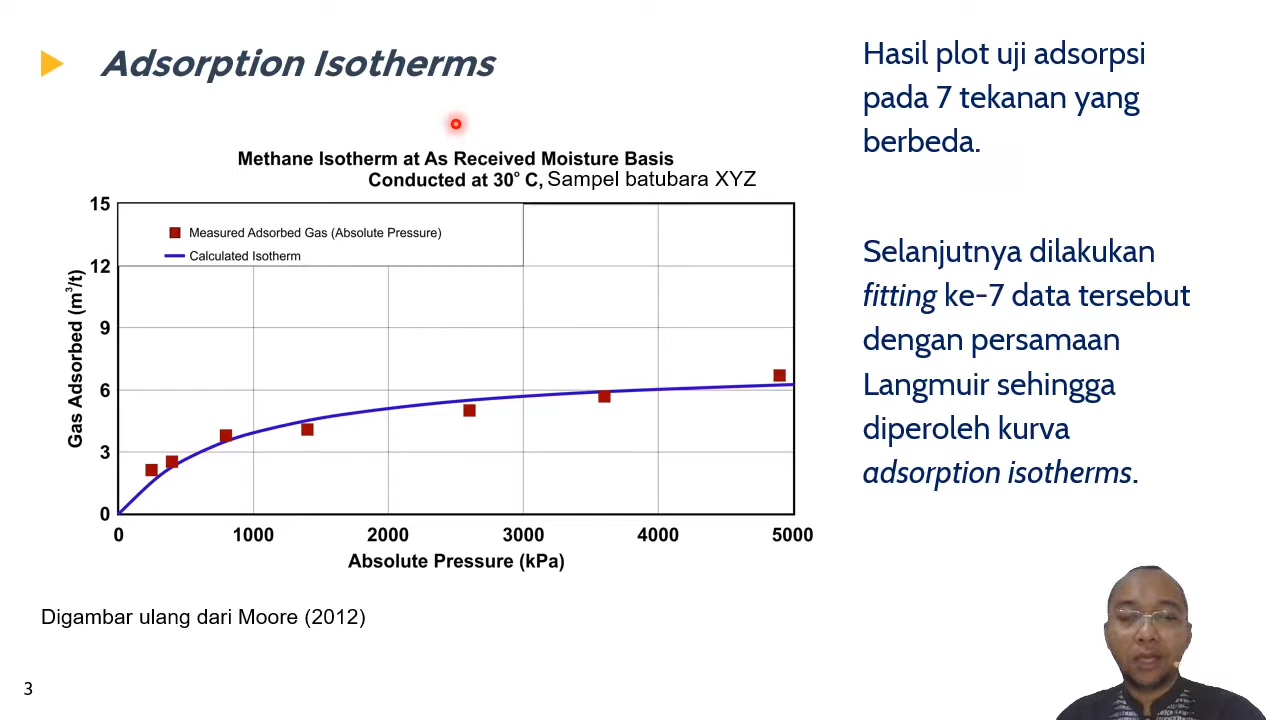 Adsorption Isotherms
Methane Isotherm at As Received Moisture Basis
Conducted at 30° C, Sampel batubara XYZ
15
12
9
6
3
0
Gas Adsorbed (m³/t)
Measured Adsorbed Gas (Absolute Pressure)
Calculated Isotherm
0 1000 2000 3000 4000 5000
Absolute Pressure (kPa)
Digambar ulang dari Moore (2012)
3
Hasil plot uji adsorpsi
pada 7 tekanan yang
berbeda.
Selanjutnya dilakukan
fitting ke-7 data tersebut
dengan persamaan
Langmuir sehingga
diperoleh kurva
adsorption isotherms.